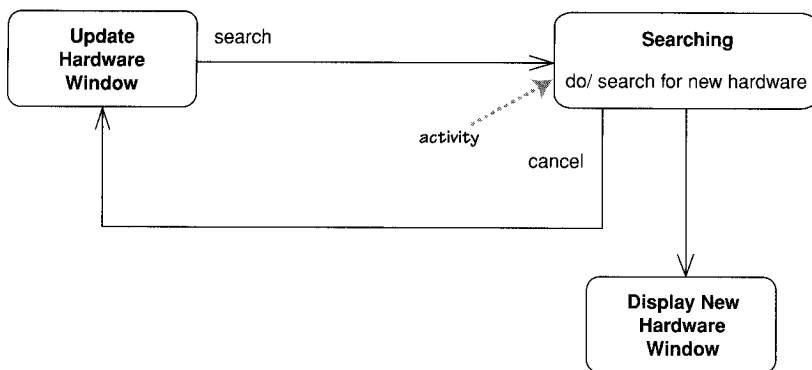 Update
Hardware
Window
search
Searching
do/ search for new hardware
activity
cancel
Display New
Hardware
Window